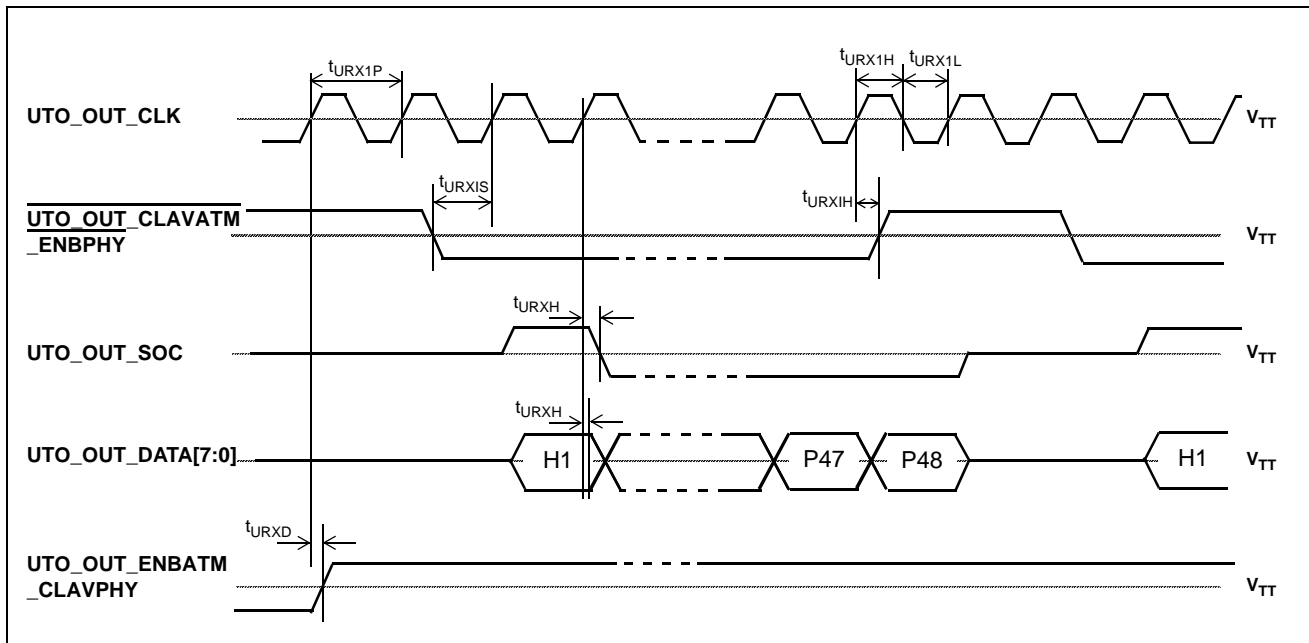 tURX1P
tURX1H
tURX1L
UTO_OUT_CLK
VTT
tURXIS
tURXIH
UTO_OUT_CLAVATM
_ENBPHY
VTT
tURXH
UTO_OUT_SOC
VTT
tURXH
UTO_OUT_DATA[7:0]
H1
P47
P48
H1
VTT
tURXD
UTO_OUT_ENBATM
_CLAVPHY
VTT